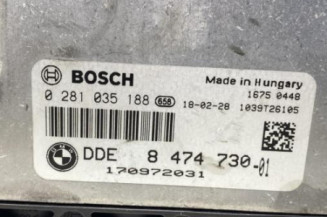 BOSCH
Made in Hungary
1675 0448
0 281 035 188 658
18-02-28 1039T26105
DDE 8 474 730-01
170972031